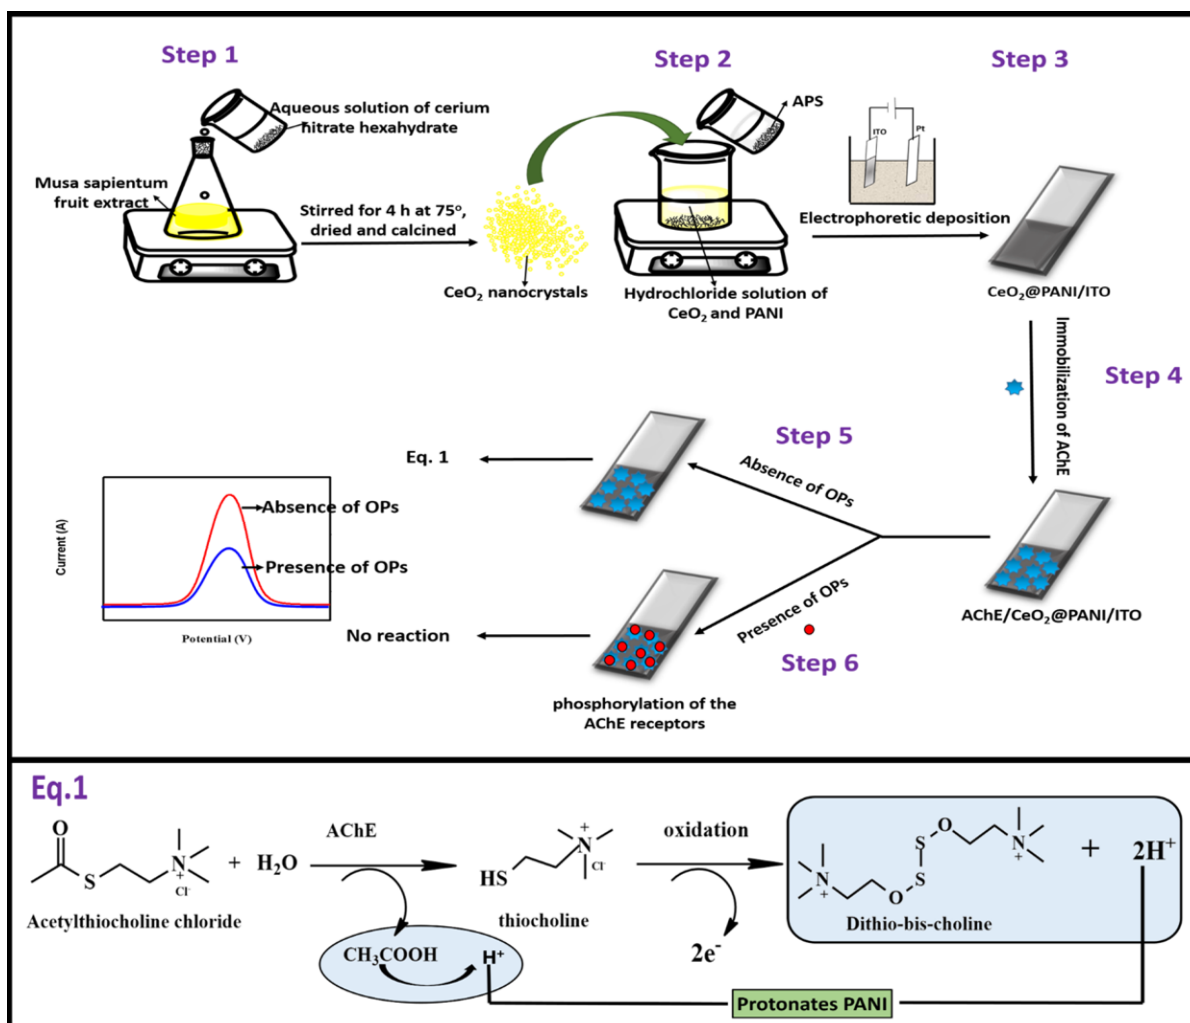 Step 1
Step 2
Step 3
Aqueous solution of cerium
nitrate hexahydrate
APS
ITO
Pt
Musa sapientum
fruit extract
Stirred for 4 h at 75°,
dried and calcined
Electrophoretic deposition
CeO₂ nanocrystals
Hydrochloride solution of
CeO₂ and PANI
CeO₂@PANI/ITO
Immobilization of AChE
Step 4
Step 5
Eq. 1
Absence of OPs
Absence of OPs
Presence of OPs
Current (A)
Potential (V)
Presence of OPs
AChE/CeO₂@PANI/ITO
No reaction
Step 6
phosphorylation of the
AChE receptors
Eq.1
O
S
N
+
Cl⁻
+ H₂O
AChE
HS
N
+
Cl⁻
oxidation
N
+
O
S
S
O
N
+
+ 2H⁺
Acetylthiocholine chloride
thiocholine
Dithio-bis-choline
CH₃COOH
H⁺
2e⁻
Protonates PANI